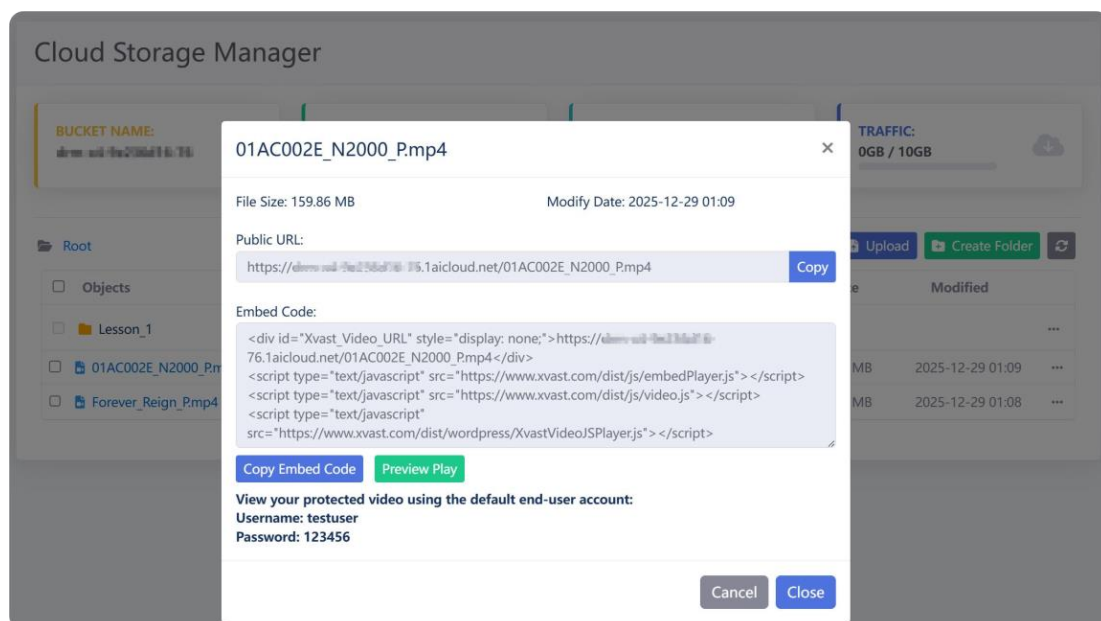 Cloud Storage Manager
BUCKET NAME:
TRAFFIC:
0GB / 10GB
01AC002E_N2000_P.mp4 ×
File Size: 159.86 MB Modify Date: 2025-12-29 01:09
Public URL:
https:// .1aicloud.net/01AC002E_N2000_P.mp4 Copy
Embed Code:
<div id="Xvast_Video_URL" style="display: none;">https://
76.1aicloud.net/01AC002E_N2000_P.mp4</div>
<script type="text/javascript" src="https://www.xvast.com/dist/js/embedPlayer.js"></script>
<script type="text/javascript" src="https://www.xvast.com/dist/js/video.js"></script>
<script type="text/javascript"
src="https://www.xvast.com/dist/wordpress/XvastVideoJSPlayer.js"></script>
Copy Embed Code Preview Play
View your protected video using the default end-user account:
Username: testuser
Password: 123456
Cancel Close
Root Upload Create Folder
Objects Modified
Lesson_1 ...
01AC002E_N2000_P.m MB 2025-12-29 01:09 ...
Forever_Reign_P.mp4 MB 2025-12-29 01:08 ...